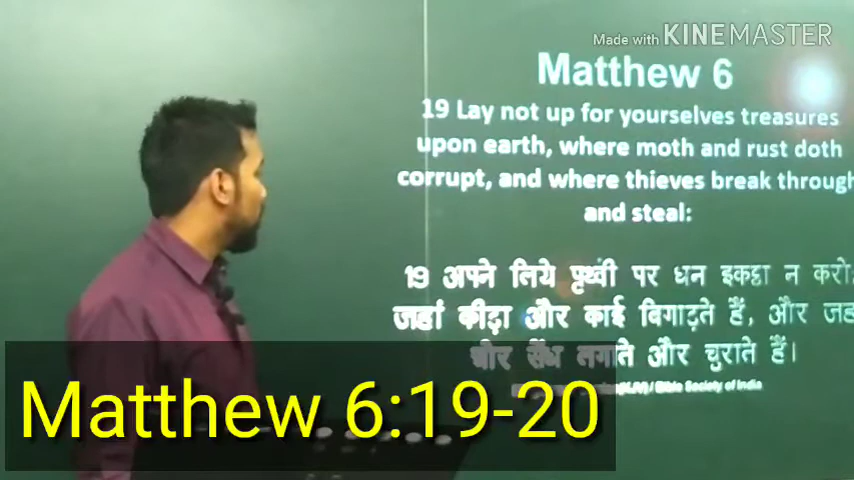 Made with KINEMASTER
Matthew 6
19 Lay not up for yourselves treasures
upon earth, where moth and rust doth
corrupt, and where thieves break through
and steal:
19 अपने लिये पृथ्वी पर धन इकट्ठा न करो;
जहां कीड़ा और काई बिगाड़ते हैं, और जहां
चोर सेंध लगाते और चुराते हैं।
/ Bible Society of India
Matthew 6:19-20